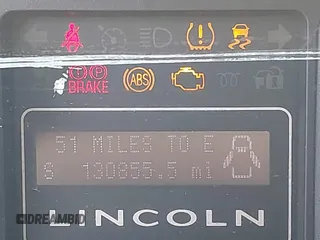 BRAKE
ABS
51 MILES TO E
S 130855.5 mi
LINCOLN
DREAMBID